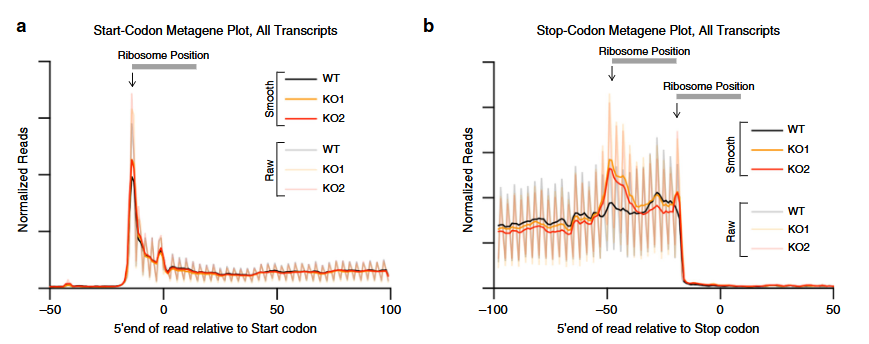 a
Start-Codon Metagene Plot, All Transcripts
Ribosome Position
Normalized Reads
Smooth
WT
KO1
KO2
Raw
WT
KO1
KO2
−50
0
50
100
5'end of read relative to Start codon
b
Stop-Codon Metagene Plot, All Transcripts
Ribosome Position
Ribosome Position
Normalized Reads
Smooth
WT
KO1
KO2
Raw
WT
KO1
KO2
−100
−50
0
50
5'end of read relative to Stop codon